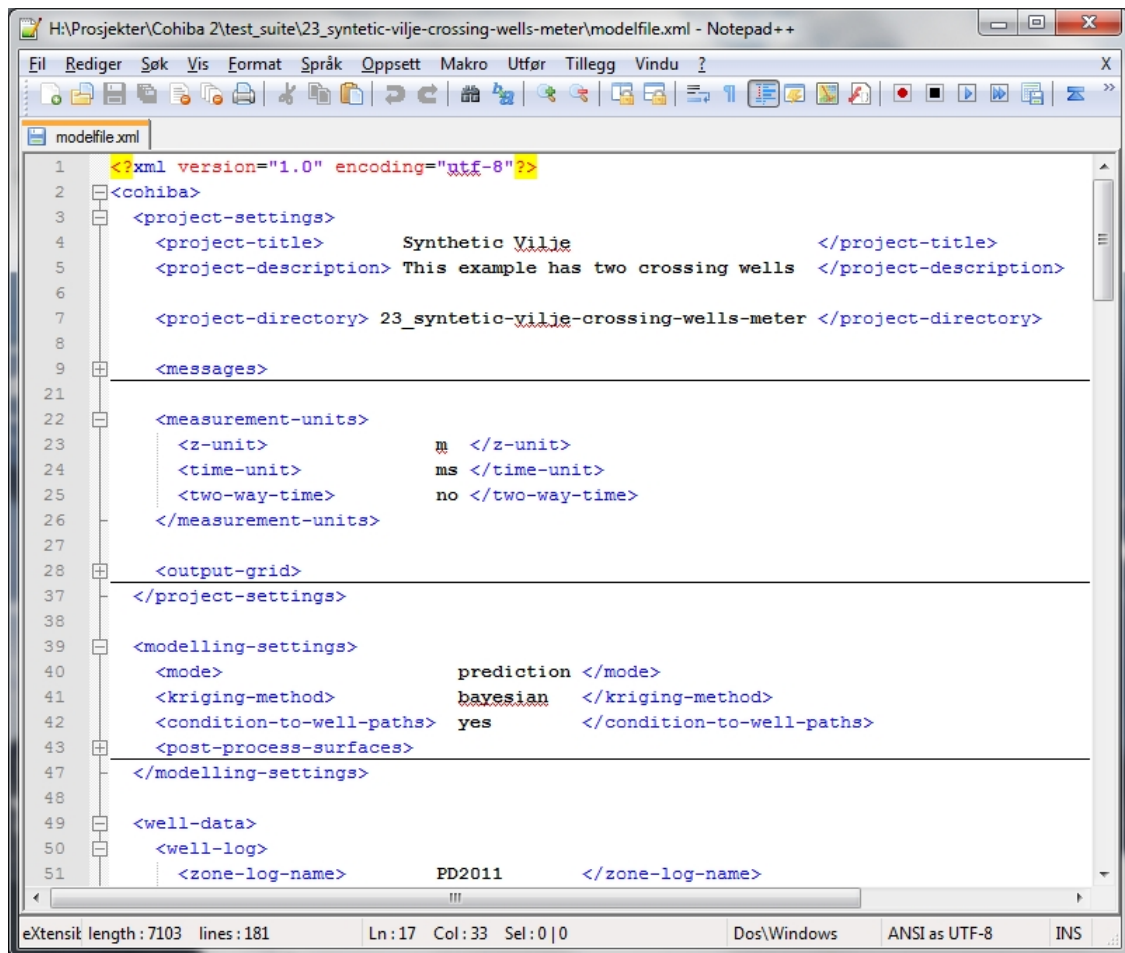 H:\Prosjekter\Cohiba 2\test_suite\23_syntetic-vilje-crossing-wells-meter\modelfile.xml - Notepad++
Fil Rediger Søk Vis Format Språk Oppsett Makro Utfør Tillegg Vindu ? X
modelfile.xml
1 <?xml version="1.0" encoding="utf-8"?>
2 <cohiba>
3 <project-settings>
4 <project-title> Synthetic Vilje </project-title>
5 <project-description> This example has two crossing wells </project-description>
6
7 <project-directory> 23_syntetic-vilje-crossing-wells-meter </project-directory>
8
9 <messages>
21
22 <measurement-units>
23 <z-unit> m </z-unit>
24 <time-unit> ms </time-unit>
25 <two-way-time> no </two-way-time>
26 </measurement-units>
27
28 <output-grid>
37 </project-settings>
38
39 <modelling-settings>
40 <mode> prediction </mode>
41 <kriging-method> bayesian </kriging-method>
42 <condition-to-well-paths> yes </condition-to-well-paths>
43 <post-process-surfaces>
47 </modelling-settings>
48
49 <well-data>
50 <well-log>
51 <zone-log-name> PD2011 </zone-log-name>
eXtensit length : 7103 lines : 181 Ln : 17 Col : 33 Sel : 0 | 0 Dos\Windows ANSI as UTF-8 INS